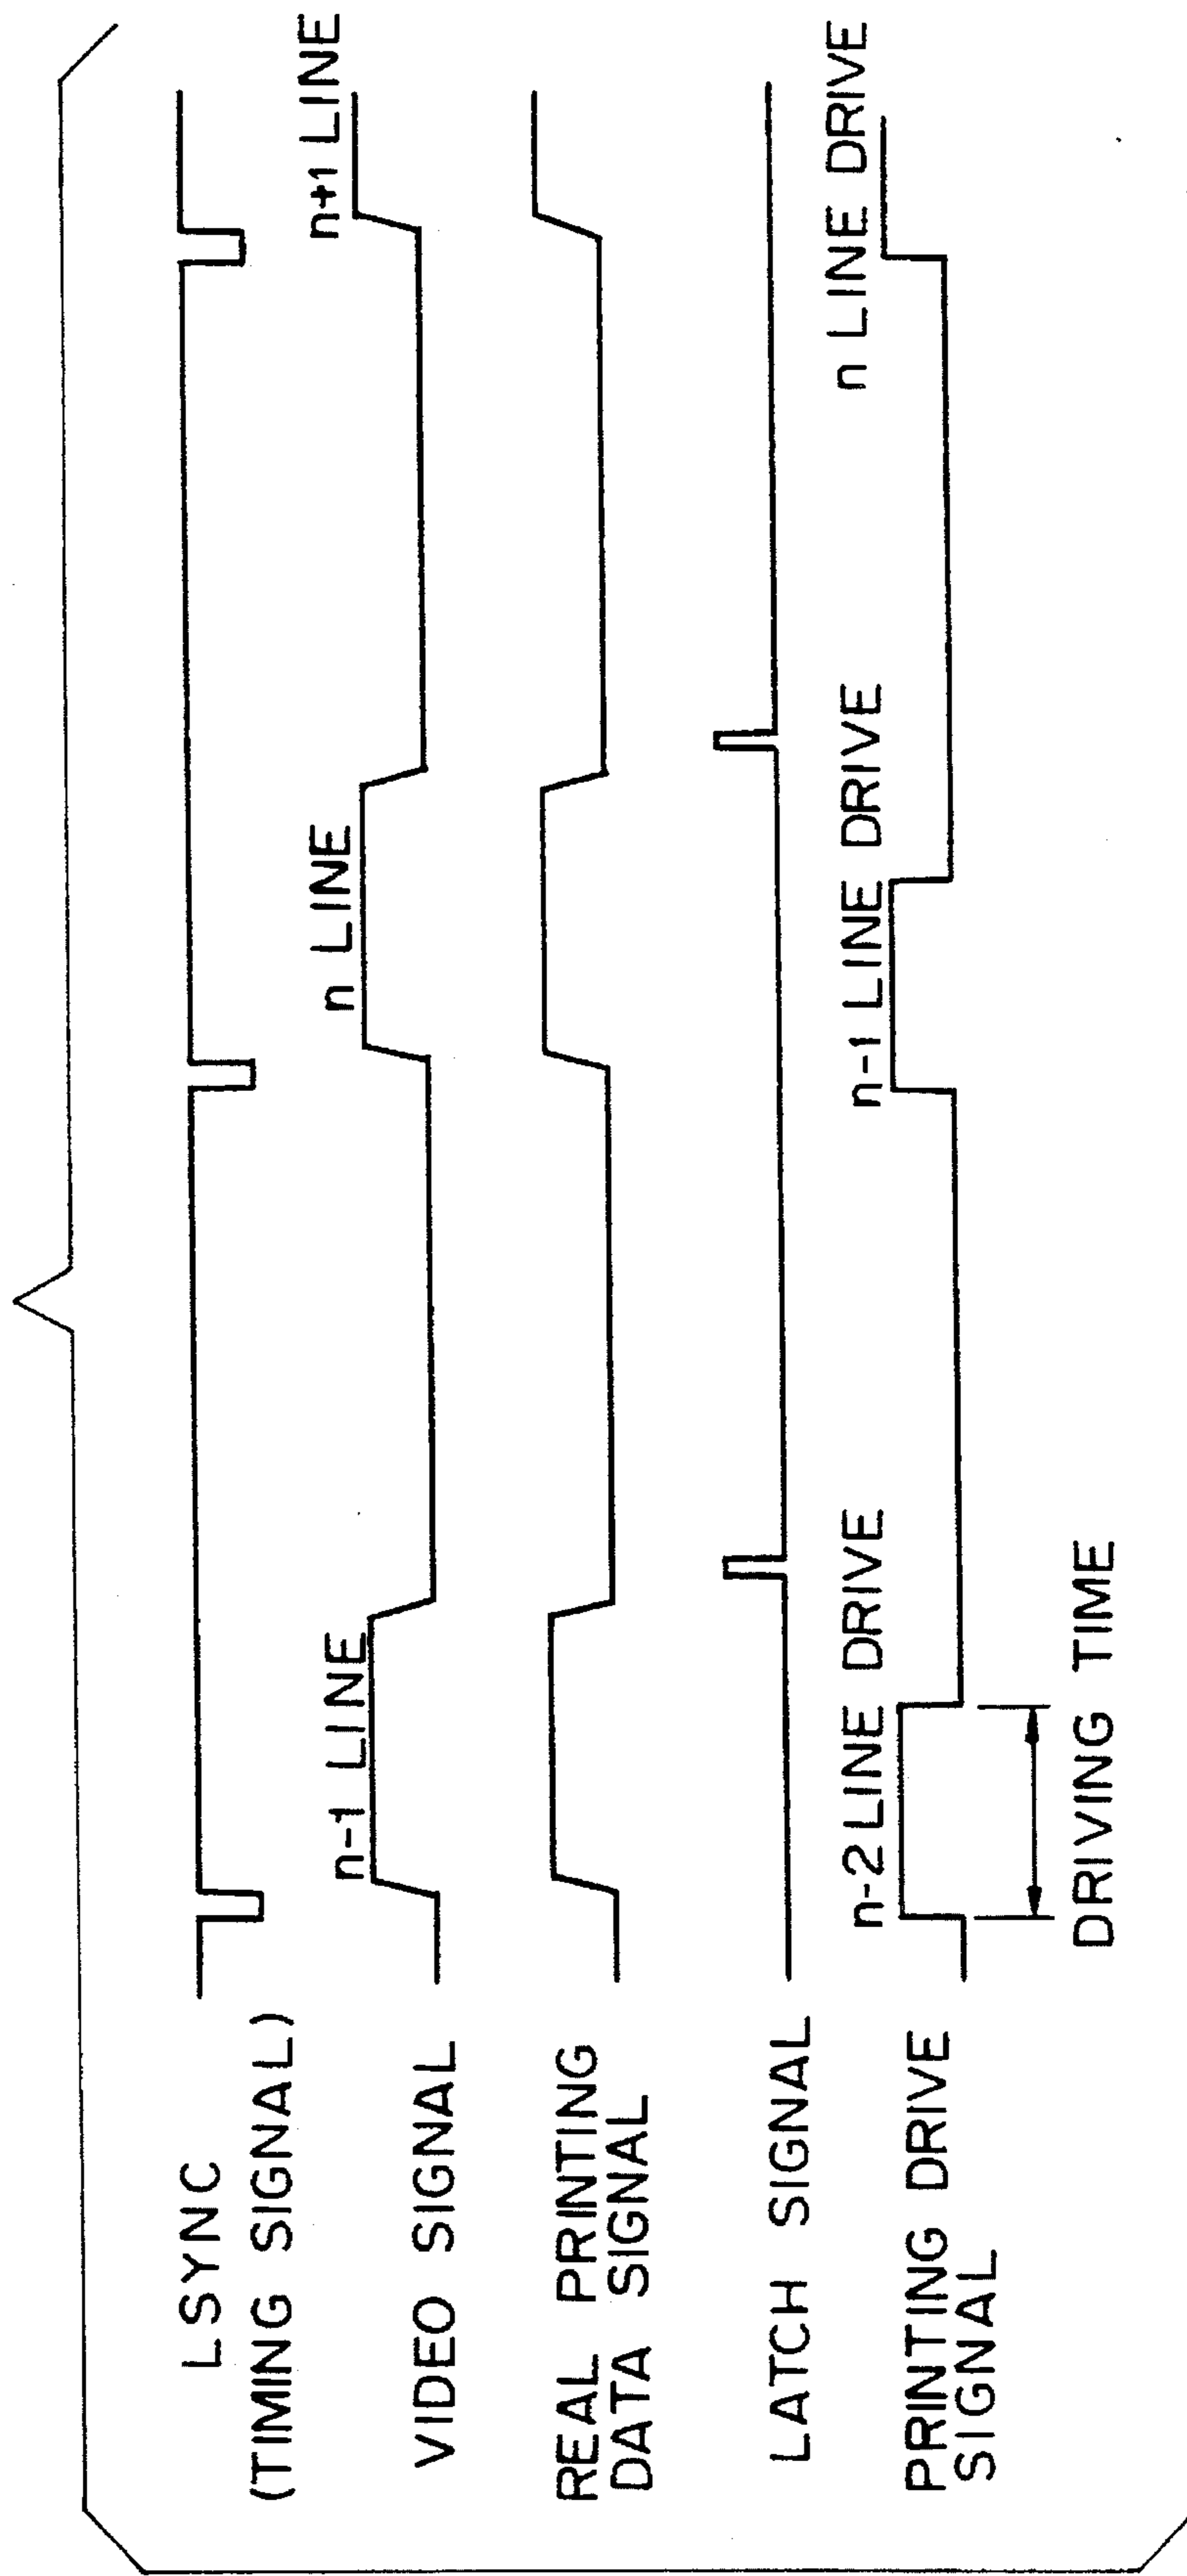 LSYNC
(TIMING SIGNAL)
n+1 LINE
n LINE
n-1 LINE
VIDEO SIGNAL
REAL PRINTING
DATA SIGNAL
LATCH SIGNAL
n-2 LINE DRIVE
n-1 LINE DRIVE
n LINE DRIVE
PRINTING DRIVE
SIGNAL
DRIVING TIME